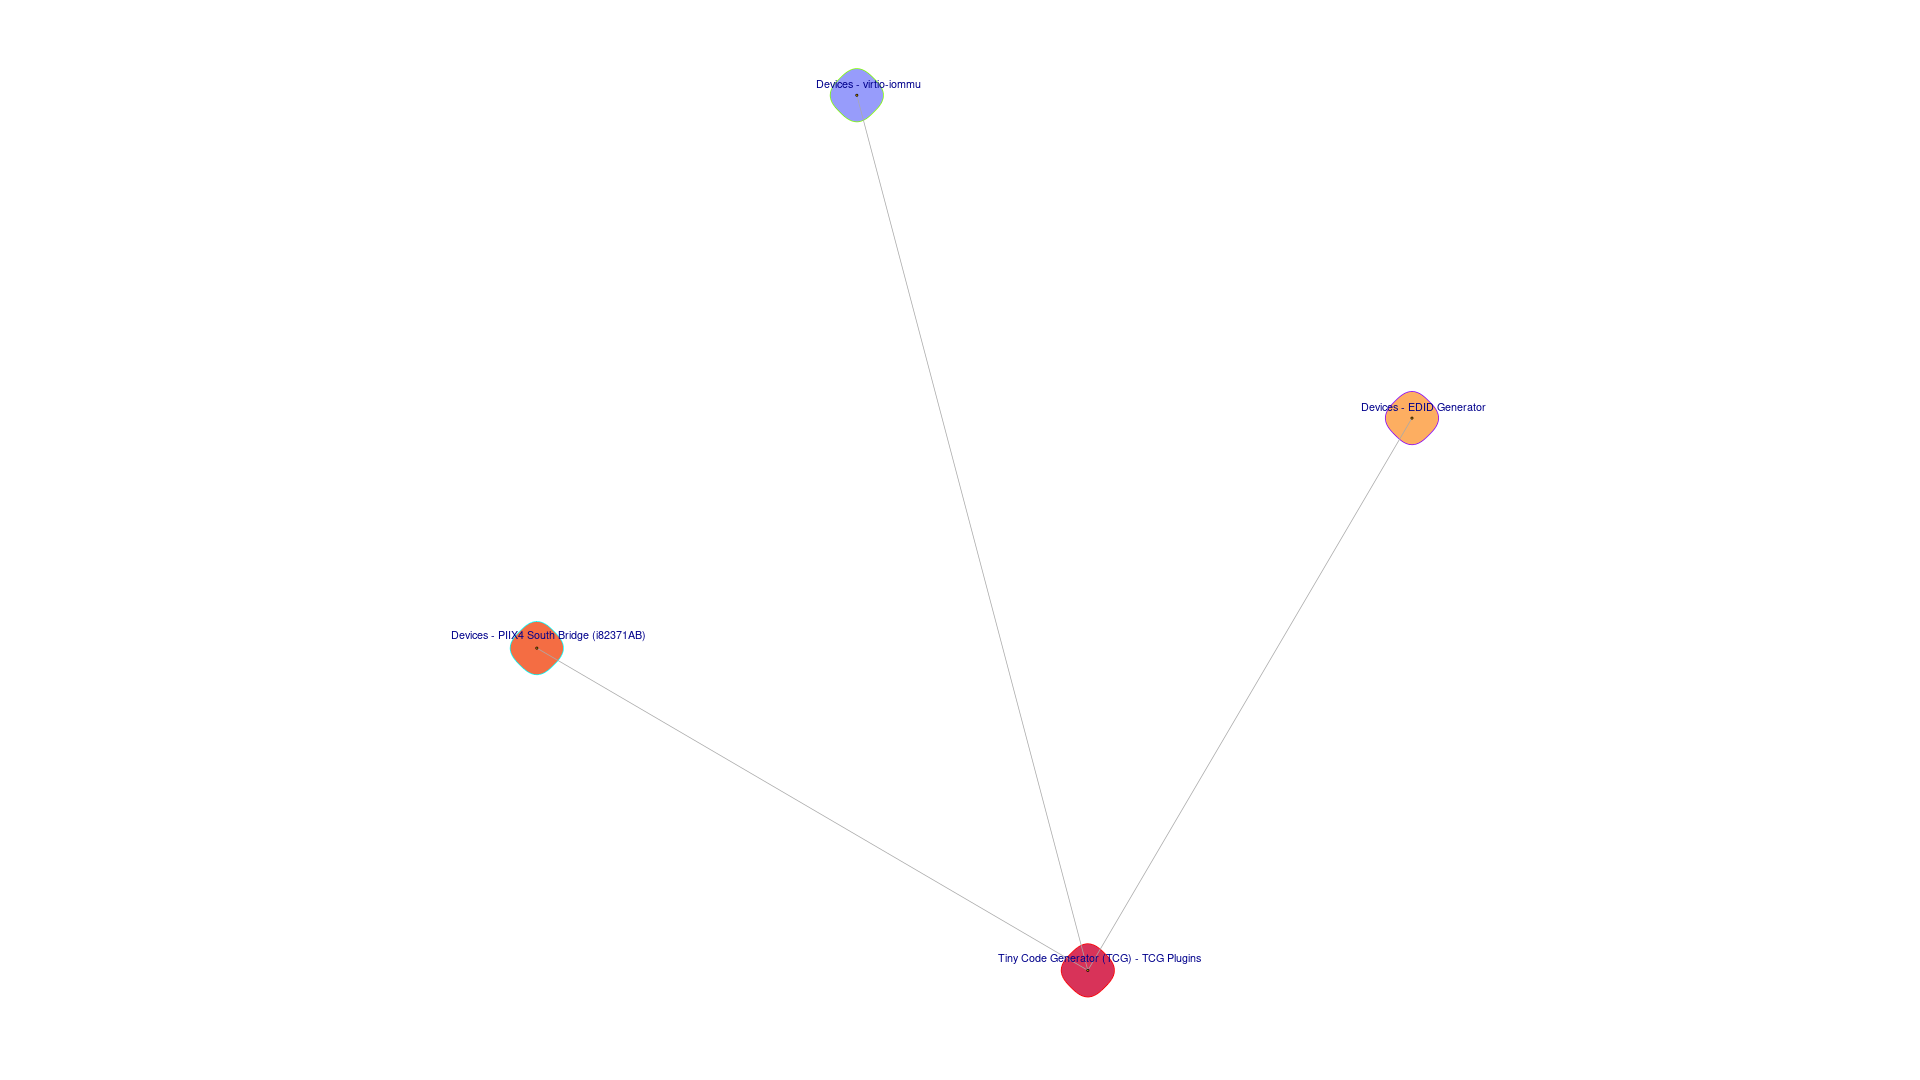 Devices - virtio-iommu
Devices - EDID Generator
Devices - PIIX4 South Bridge (i82371AB)
Tiny Code Generator (TCG) - TCG Plugins